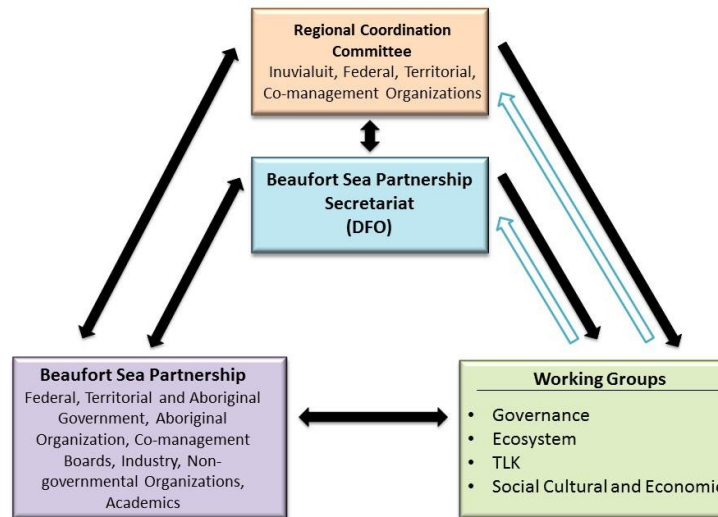 Regional Coordination
Committee
Inuvialuit, Federal, Territorial,
Co-management Organizations
Beaufort Sea Partnership
Secretariat
(DFO)
Beaufort Sea Partnership
Federal, Territorial and Aboriginal
Government, Aboriginal
Organization, Co-management
Boards, Industry, Non-
governmental Organizations,
Academics
Working Groups
• Governance
• Ecosystem
• TLK
• Social Cultural and Economic